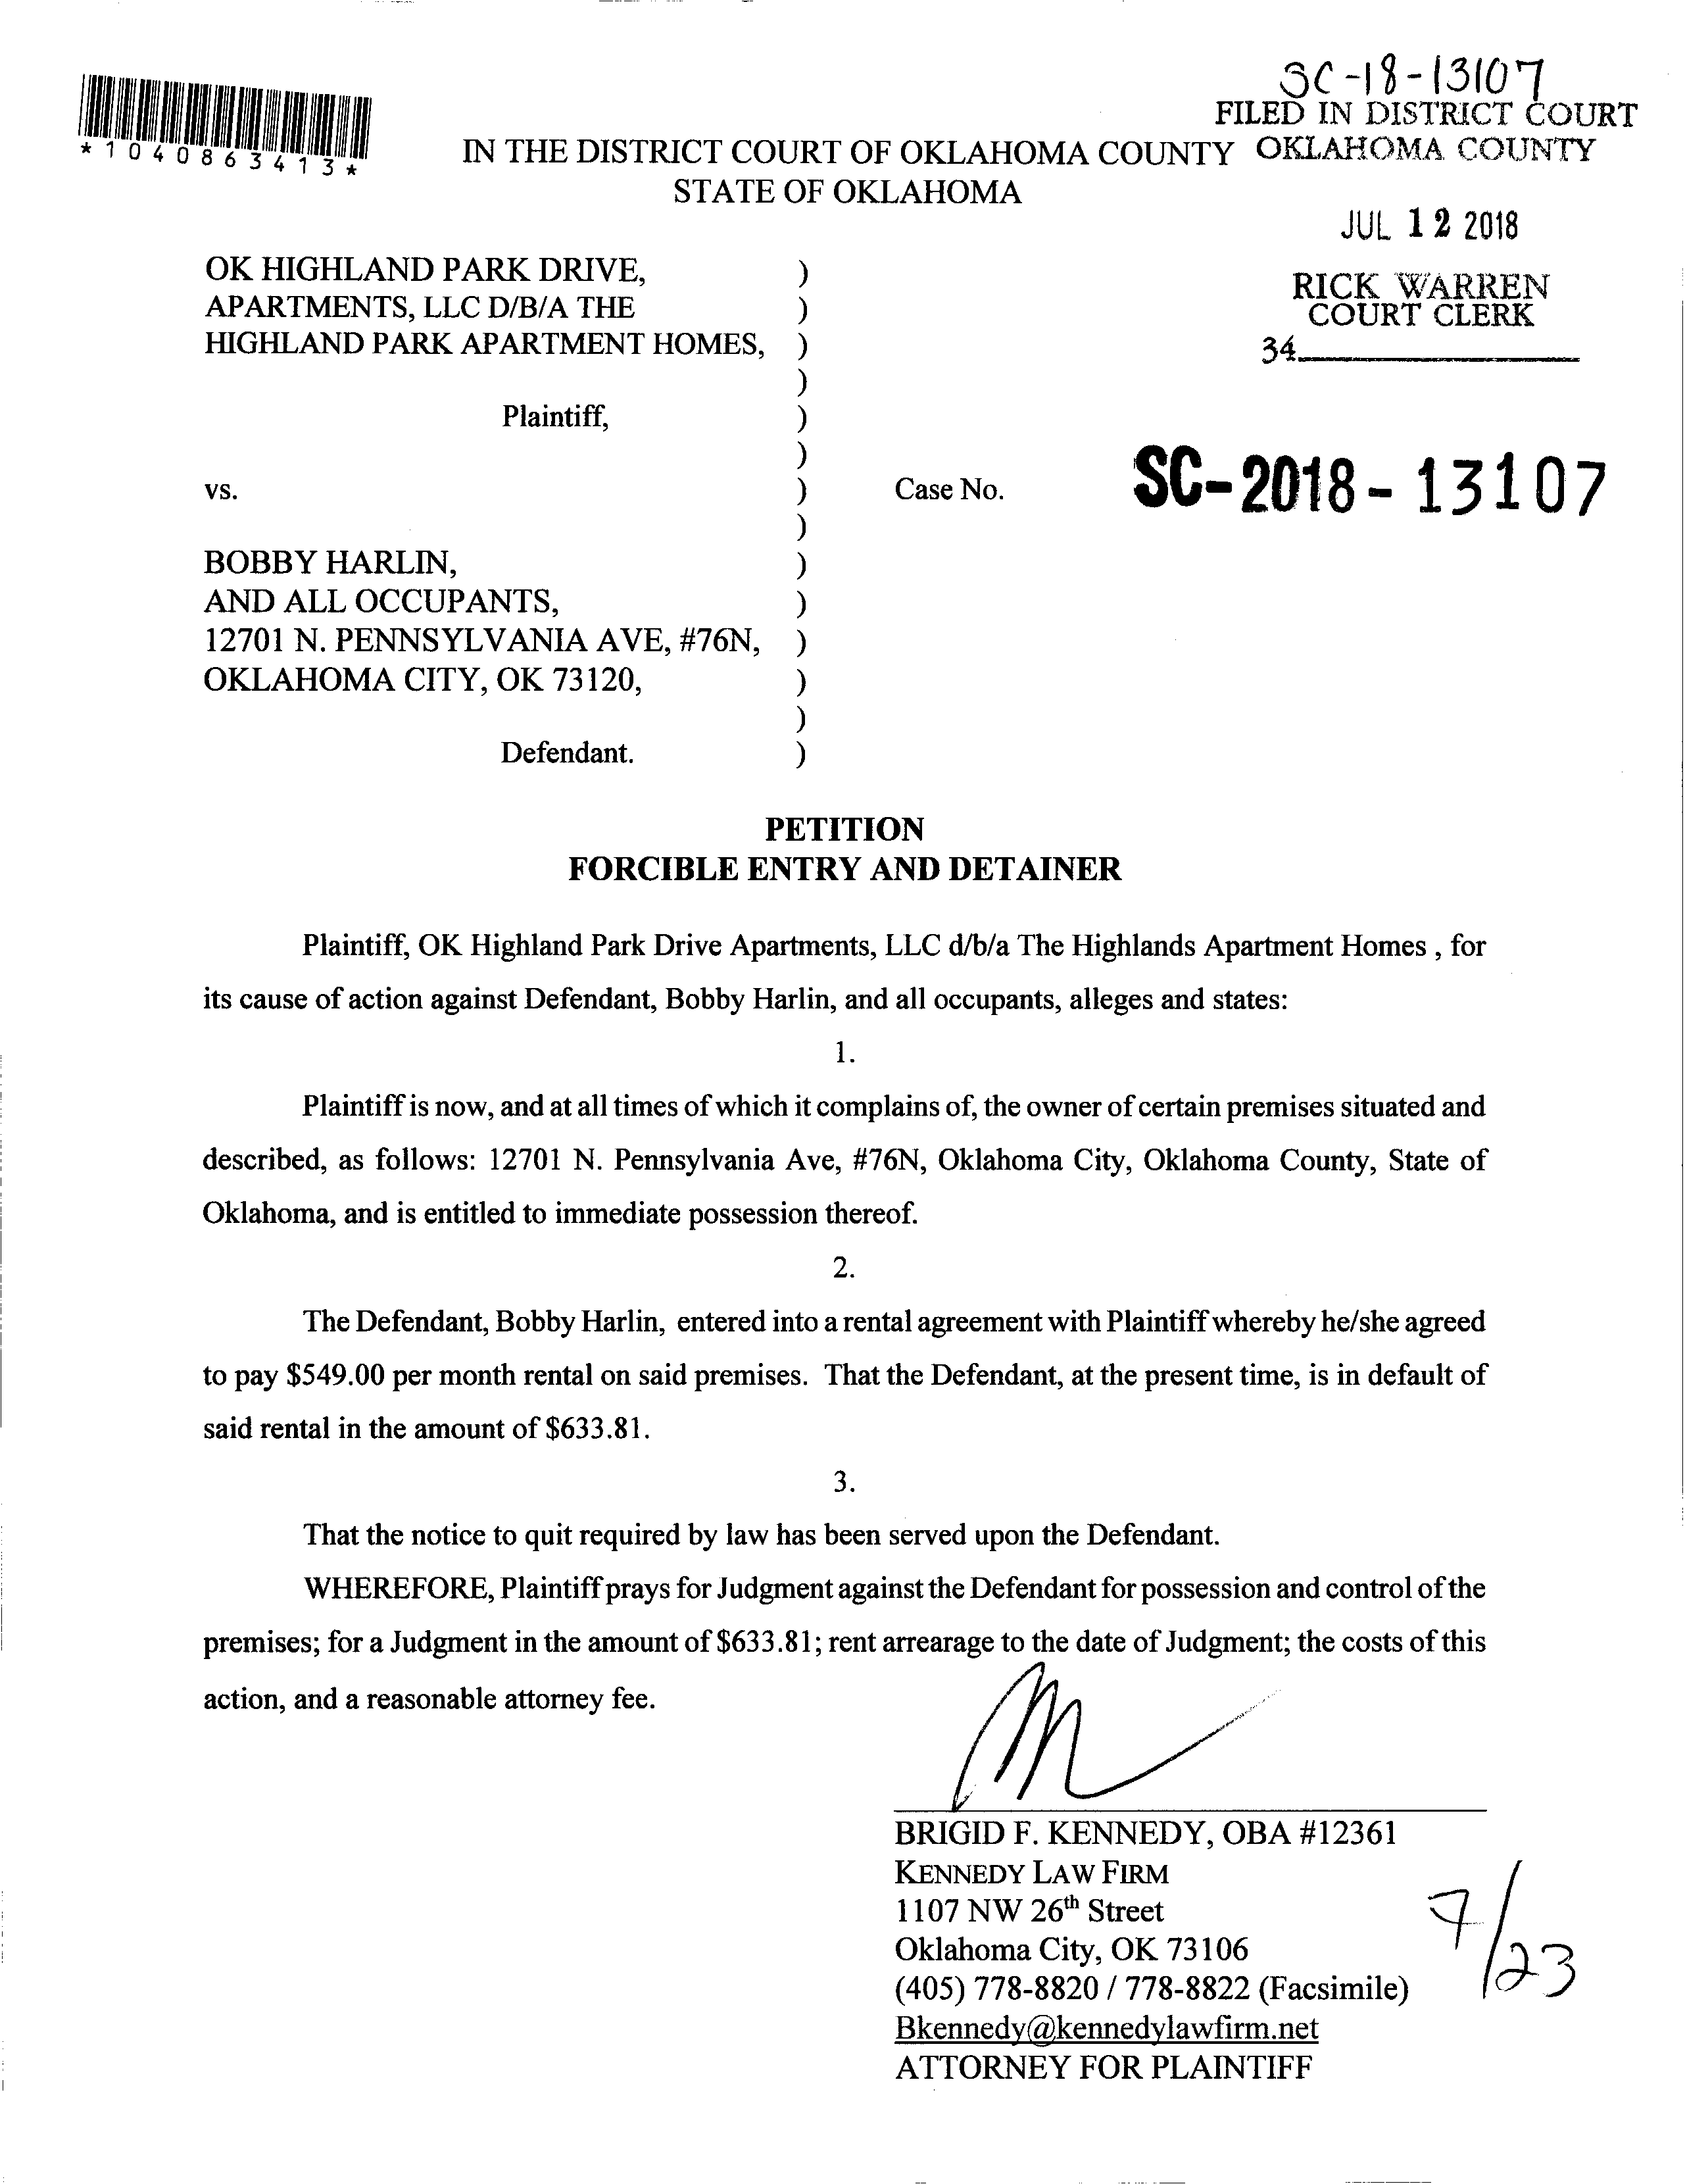 SC-18-13107
FILED IN DISTRICT COURT
OKLAHOMA COUNTY
*1040863413*
IN THE DISTRICT COURT OF OKLAHOMA COUNTY
STATE OF OKLAHOMA
JUL 12 2018
RICK WARREN
COURT CLERK
34
OK HIGHLAND PARK DRIVE, )
APARTMENTS, LLC D/B/A THE )
HIGHLAND PARK APARTMENT HOMES, )
)
Plaintiff, )
)
vs. ) Case No. SC-2018-13107
)
BOBBY HARLIN, )
AND ALL OCCUPANTS, )
12701 N. PENNSYLVANIA AVE, #76N, )
OKLAHOMA CITY, OK 73120, )
)
Defendant. )
PETITION
FORCIBLE ENTRY AND DETAINER
Plaintiff, OK Highland Park Drive Apartments, LLC d/b/a The Highlands Apartment Homes , for
its cause of action against Defendant, Bobby Harlin, and all occupants, alleges and states:
1.
Plaintiff is now, and at all times of which it complains of, the owner of certain premises situated and
described, as follows: 12701 N. Pennsylvania Ave, #76N, Oklahoma City, Oklahoma County, State of
Oklahoma, and is entitled to immediate possession thereof.
2.
The Defendant, Bobby Harlin, entered into a rental agreement with Plaintiff whereby he/she agreed
to pay $549.00 per month rental on said premises. That the Defendant, at the present time, is in default of
said rental in the amount of $633.81.
3.
That the notice to quit required by law has been served upon the Defendant.
WHEREFORE, Plaintiff prays for Judgment against the Defendant for possession and control of the
premises; for a Judgment in the amount of $633.81; rent arrearage to the date of Judgment; the costs of this
action, and a reasonable attorney fee.
BRIGID F. KENNEDY, OBA #12361
KENNEDY LAW FIRM
1107 NW 26th Street
Oklahoma City, OK 73106
(405) 778-8820 / 778-8822 (Facsimile)
Bkennedy@kennedylawfirm.net
ATTORNEY FOR PLAINTIFF
7/23